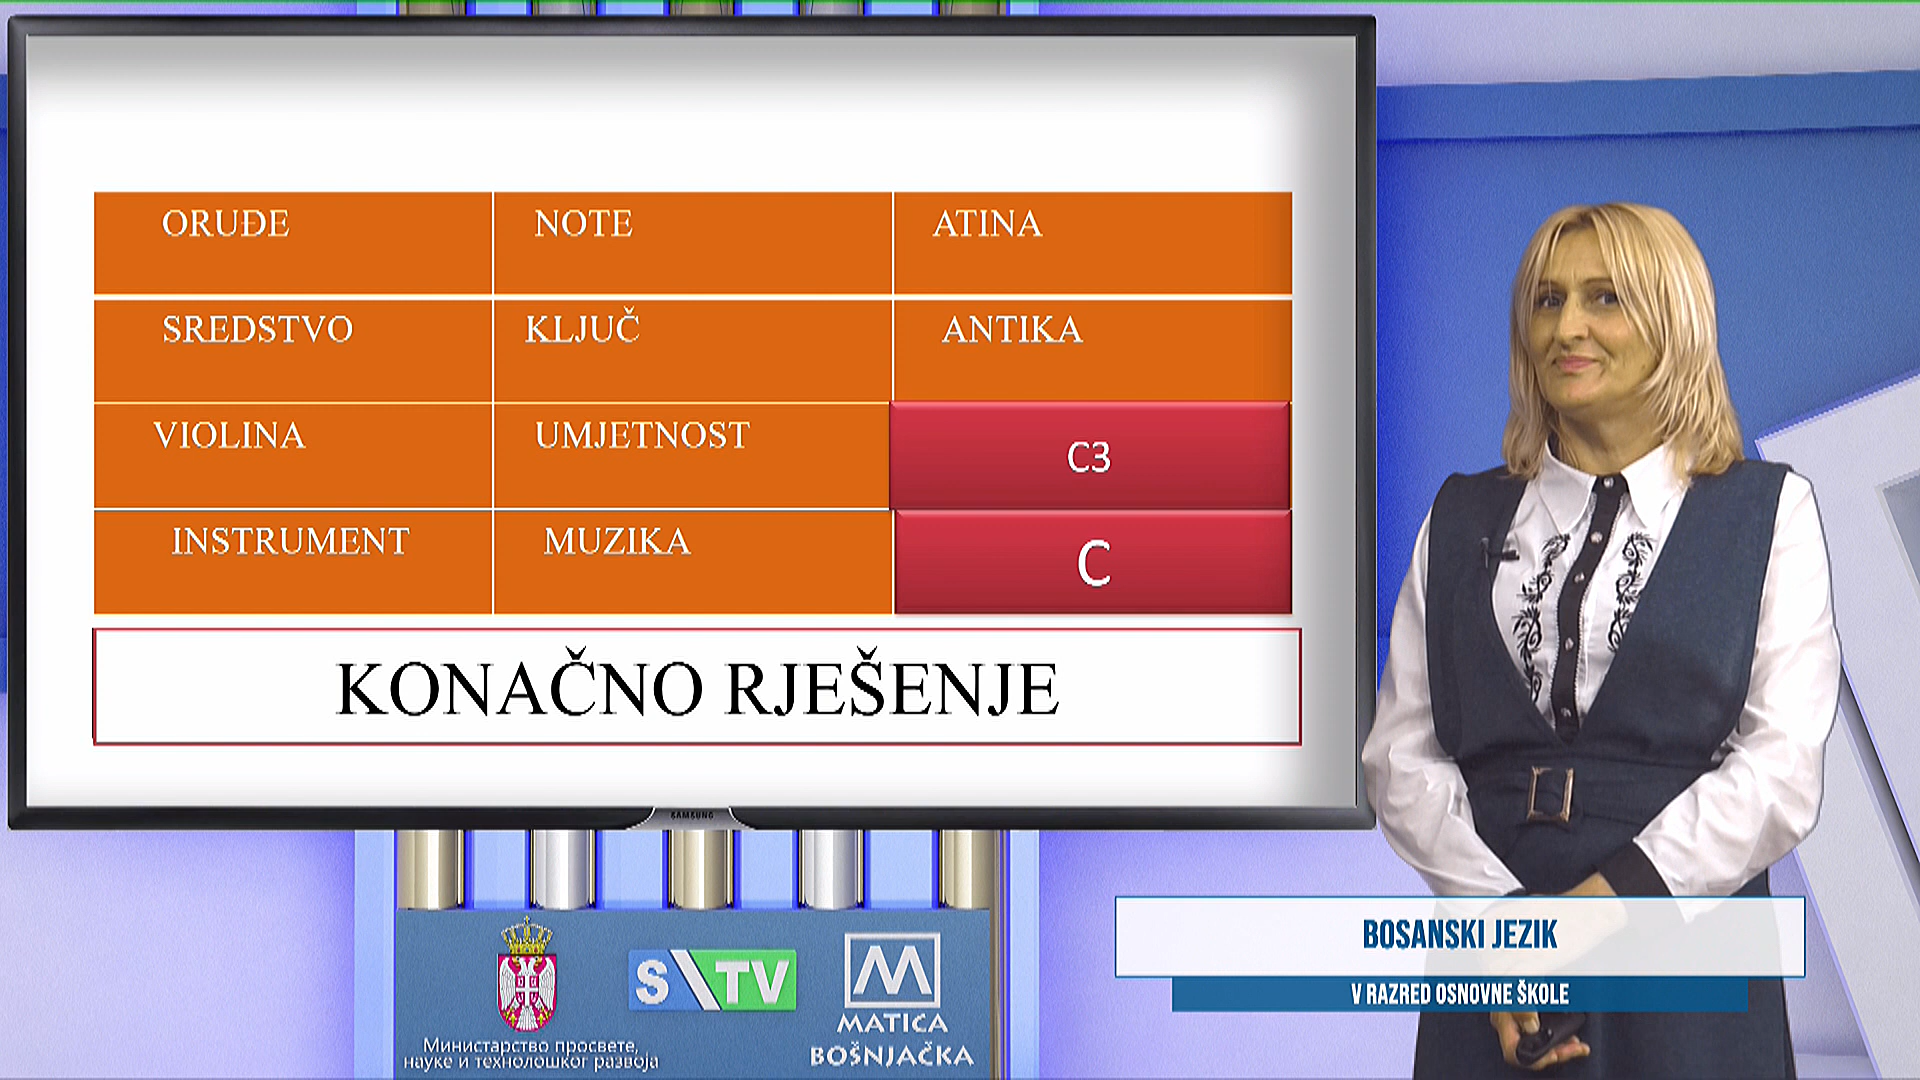 ORUĐE NOTE ATINA
SREDSTVO KLJUČ ANTIKA
VIOLINA UMJETNOST C3
INSTRUMENT MUZIKA C
KONAČNO RJEŠENJE
SAMSUNG
BOSANSKI JEZIK
V RAZRED OSNOVNE ŠKOLE
S TV
MATICA
BOŠNJAČKA
Министарство просвете,
науке и технолошког развоја